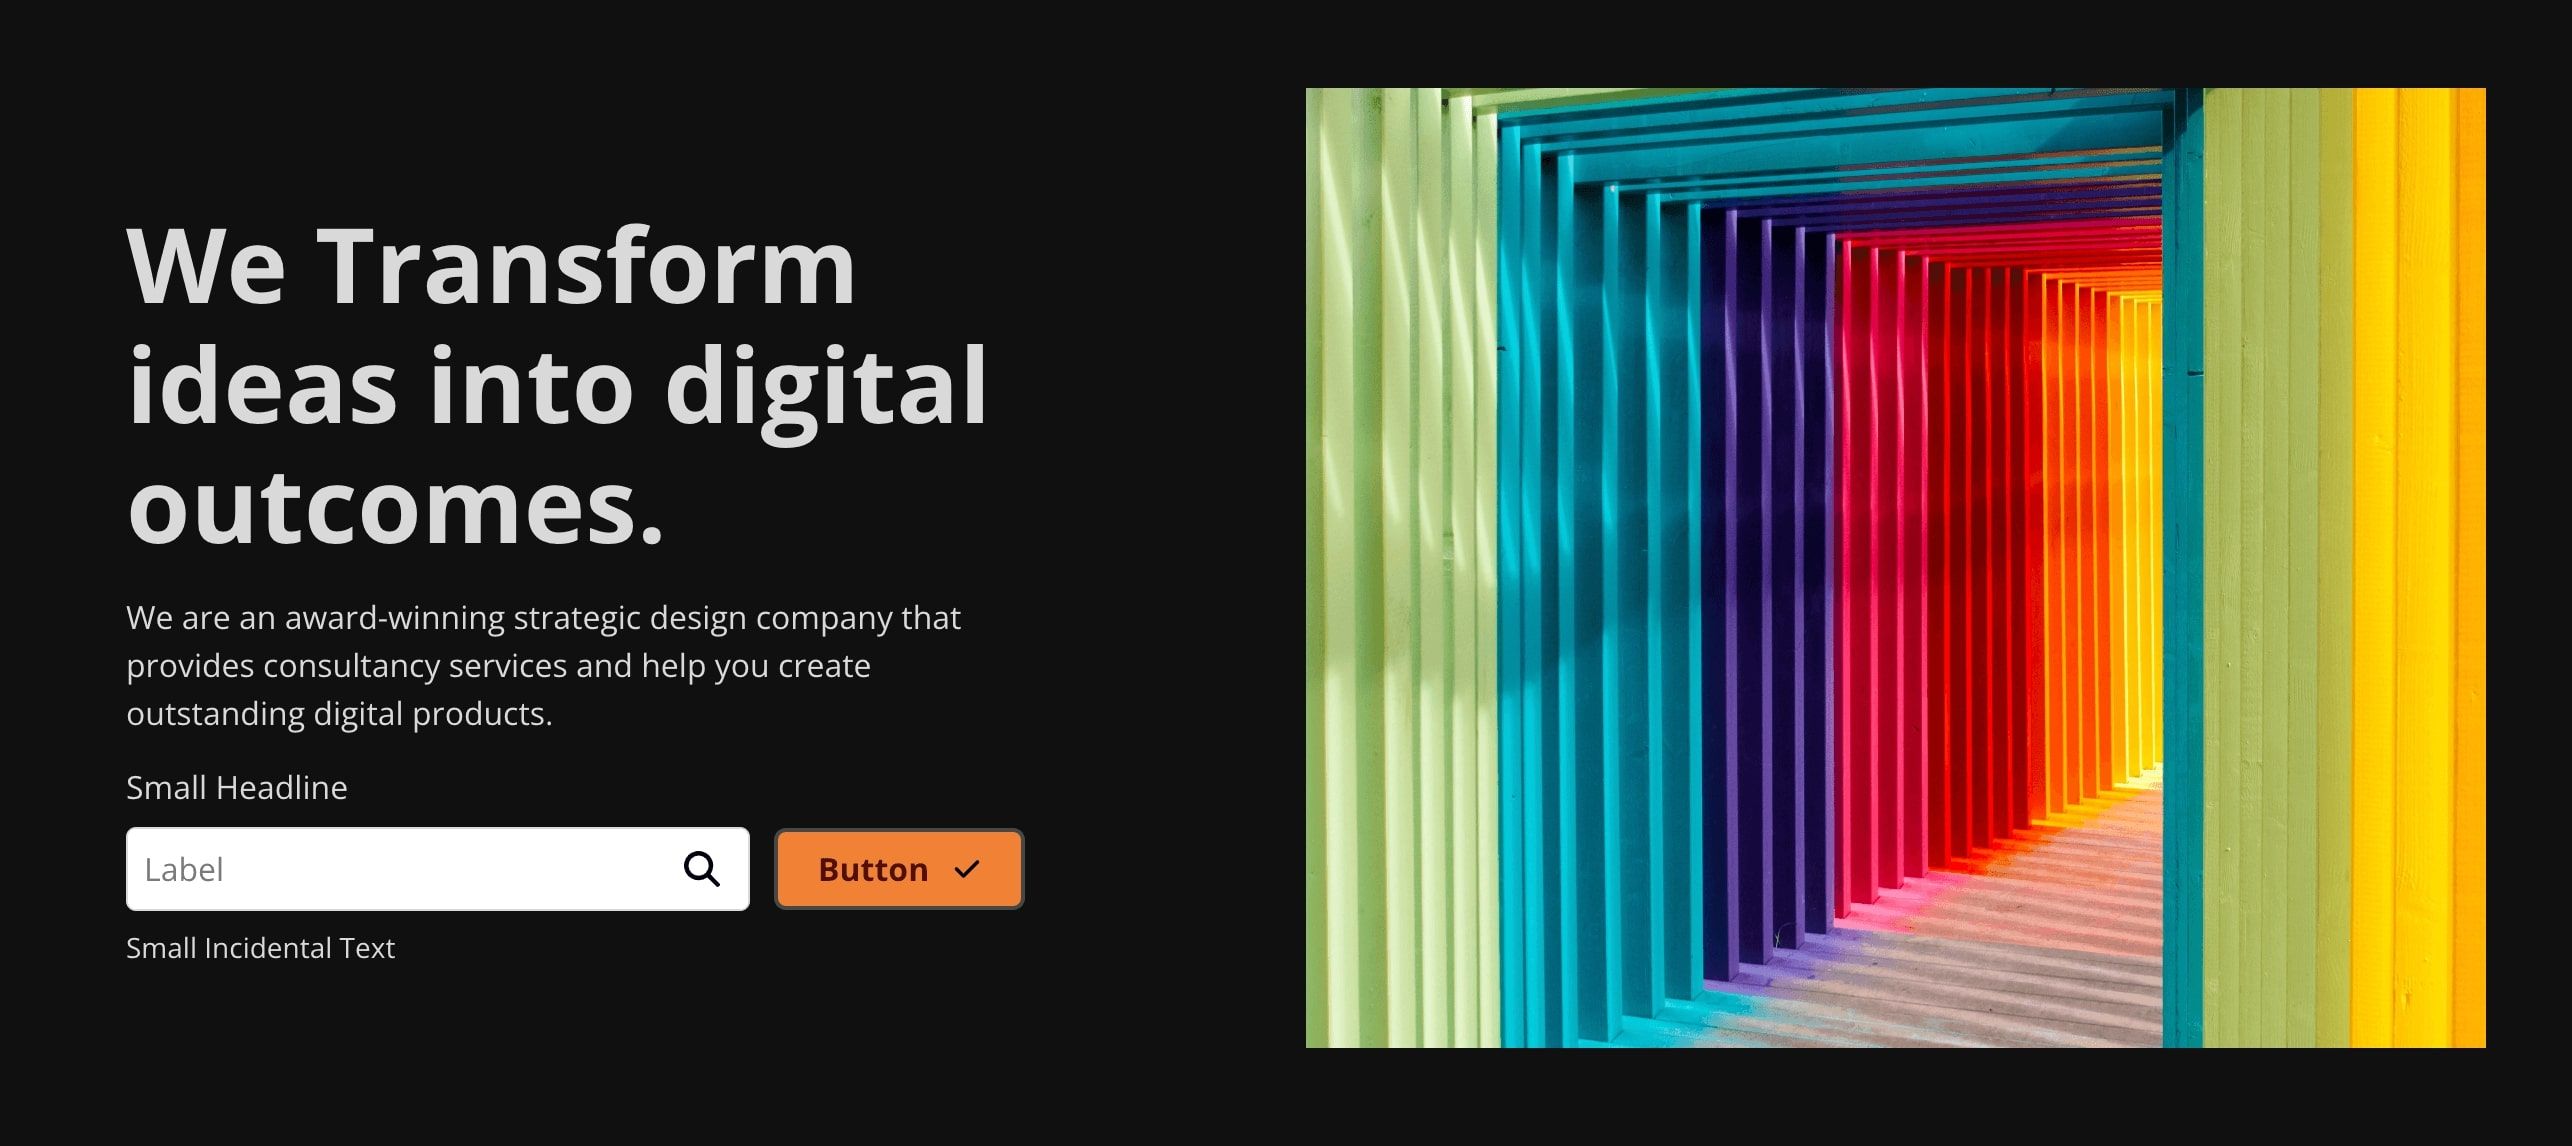 We Transform
ideas into digital
outcomes.
We are an award-winning strategic design company that
provides consultancy services and help you create
outstanding digital products.
Small Headline
Label
Button
Small Incidental Text